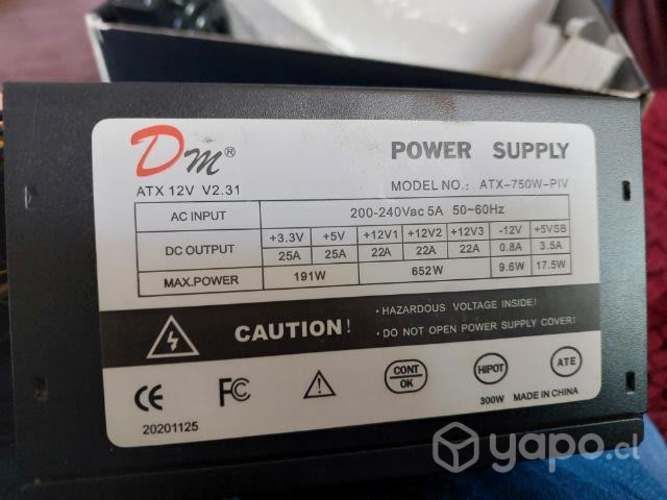 Dm®
POWER SUPPLY
ATX 12V V2.31
MODEL NO.: ATX-750W-PIV
AC INPUT 200-240Vac 5A 50~60Hz
DC OUTPUT +3.3V +5V +12V1 +12V2 +12V3 -12V +5VSB
25A 25A 22A 22A 22A 0.8A 3.5A
MAX.POWER 191W 652W 9.6W 17.5W
CAUTION!
·HAZARDOUS VOLTAGE INSIDE!
·DO NOT OPEN POWER SUPPLY COVER!
CE FC CONT OK HIPOT ATE
300W MADE IN CHINA
20201125
yapo.cl